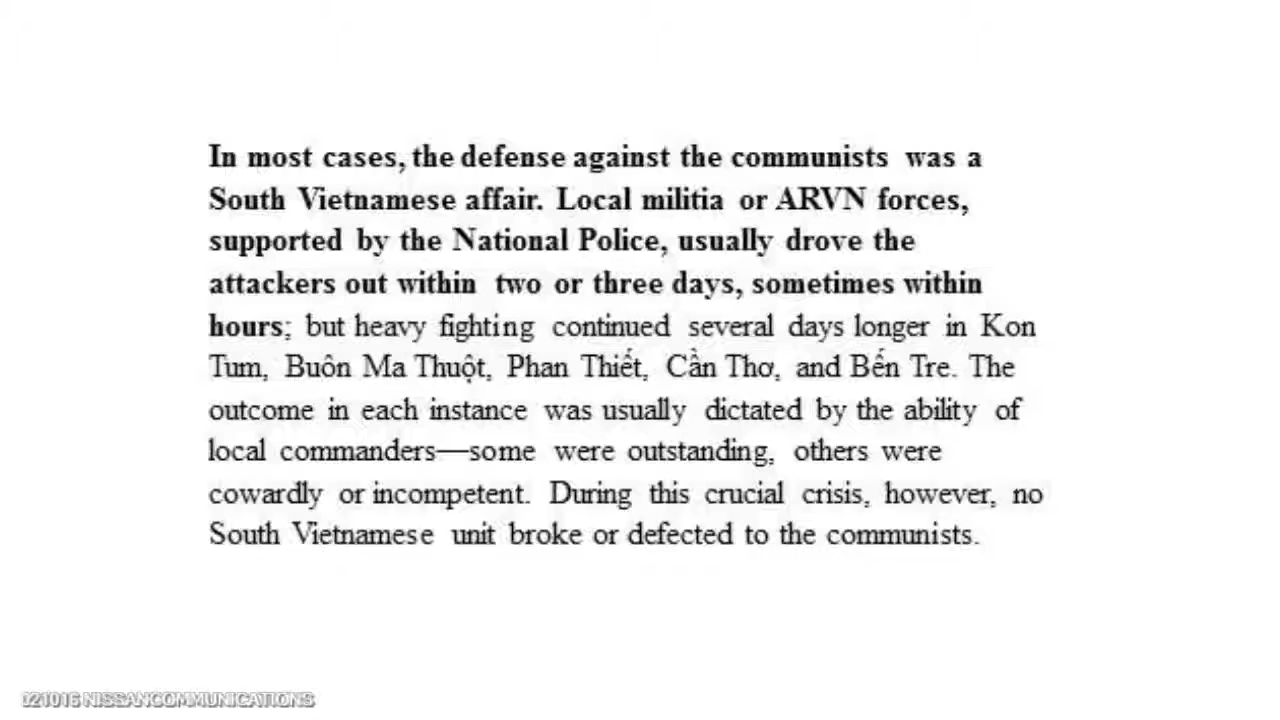 In most cases, the defense against the communists was a
South Vietnamese affair. Local militia or ARVN forces,
supported by the National Police, usually drove the
attackers out within two or three days, sometimes within
hours; but heavy fighting continued several days longer in Kon
Tum, Buôn Ma Thuột, Phan Thiết, Cần Thơ, and Bến Tre. The
outcome in each instance was usually dictated by the ability of
local commanders—some were outstanding, others were
cowardly or incompetent. During this crucial crisis, however, no
South Vietnamese unit broke or defected to the communists.
021016 NISSANCOMMUNICATIONS